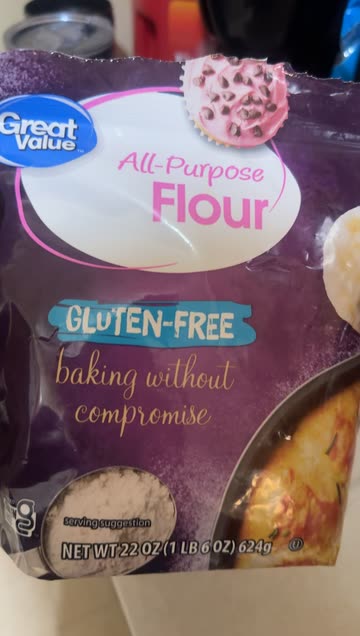 Great
Value
All-Purpose
Flour
GLUTEN-FREE
baking without
compromise
serving suggestion
NET WT 22 OZ (1 LB 6 OZ) 624g